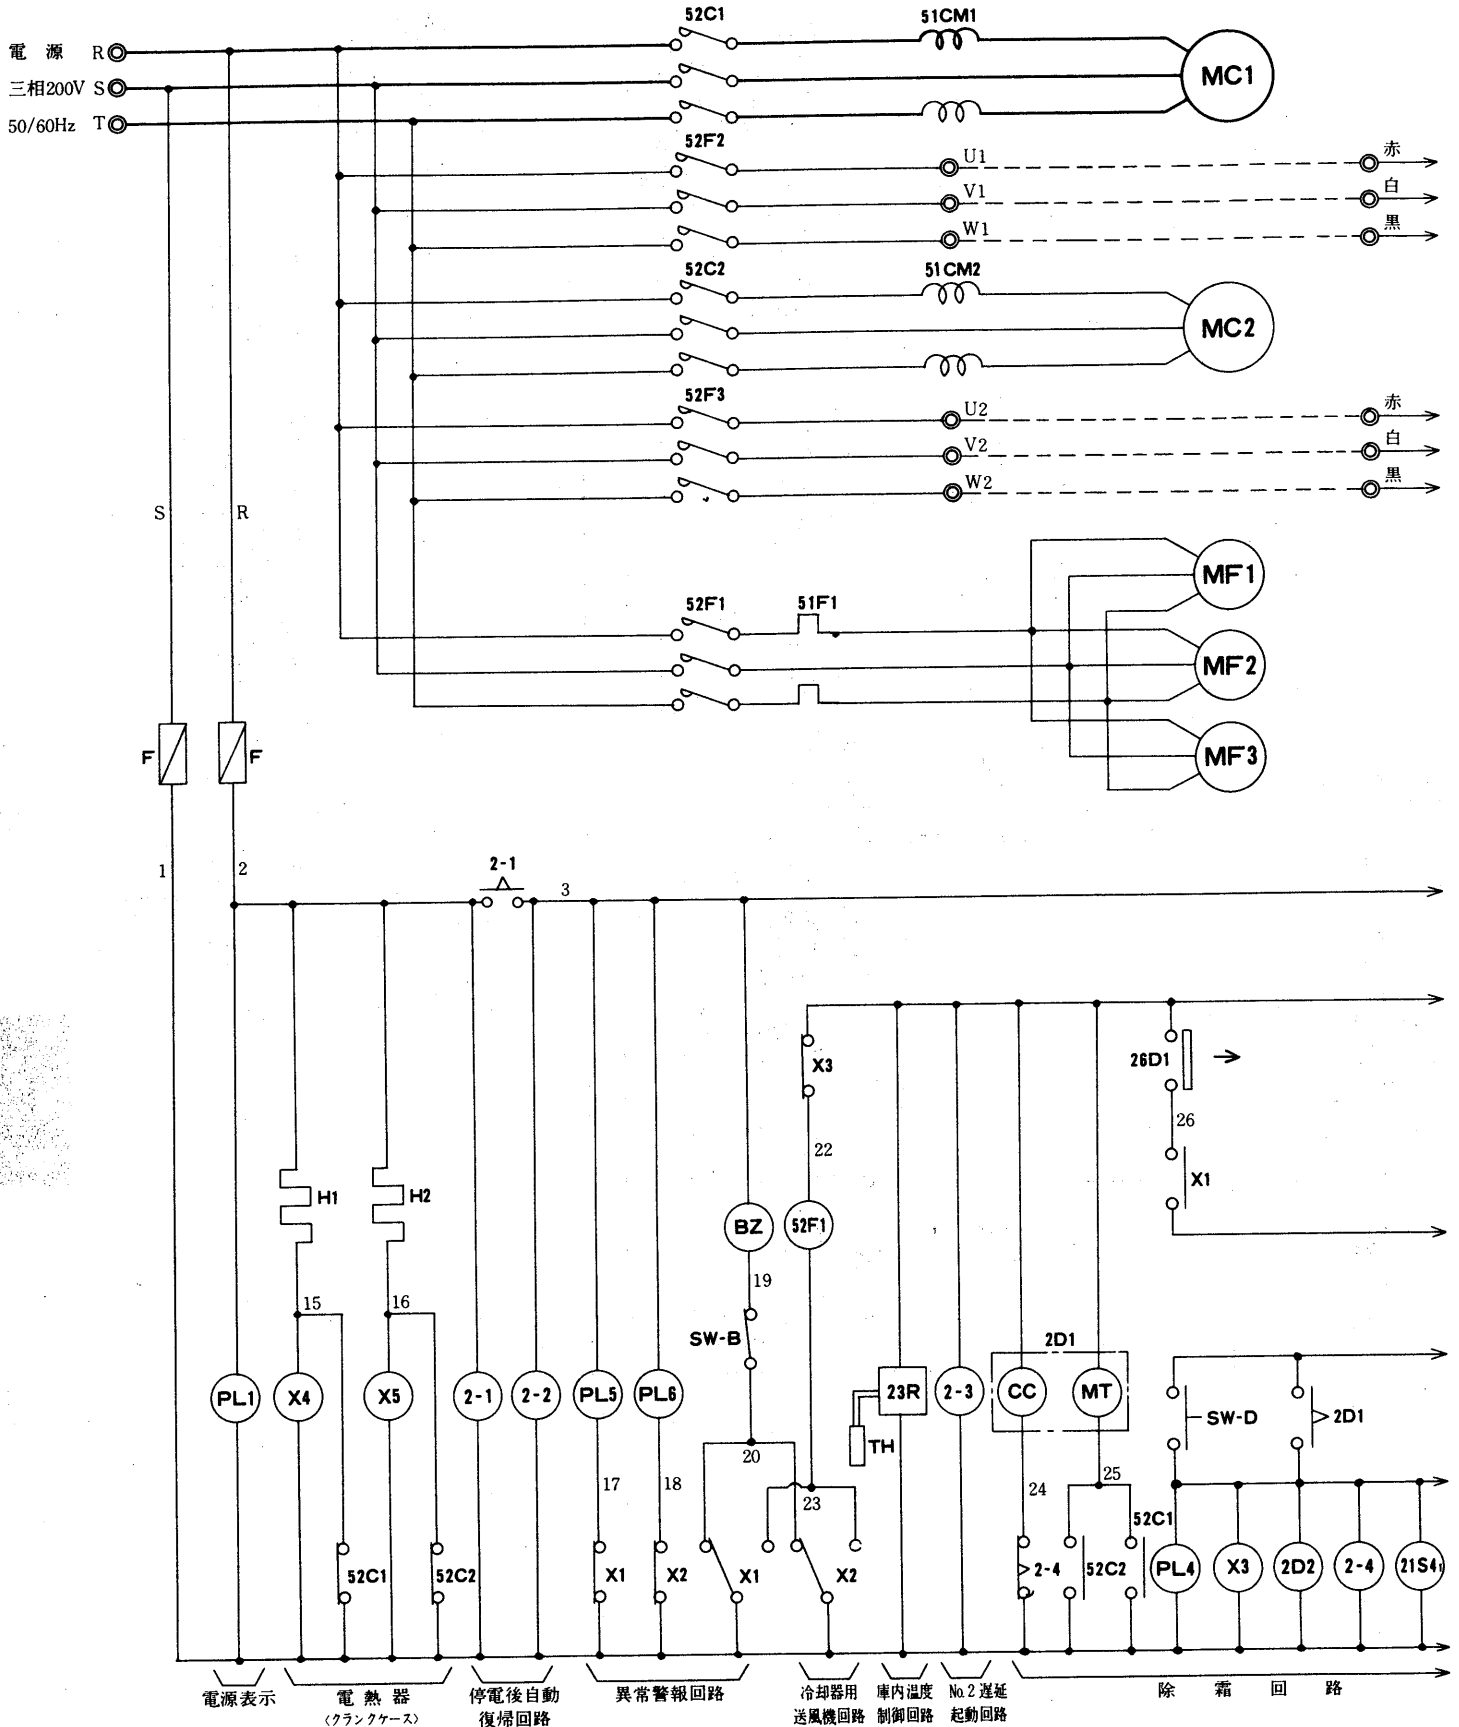 52C1
51CM1
電 源 R
MC1
三相200V S
50/60Hz T
52F2
U1
赤
V1
白
W1
黒
52C2
51CM2
MC2
52F3
U2
赤
V2
白
W2
黒
S
R
MF1
52F1
51F1
MF2
F
F
MF3
1
2
2-1
3
26D1
X3
26
22
X1
H1
H2
BZ
52F1
19
15
16
SW-B
2D1
PL1
X4
X5
2-1
2-2
PL5
PL6
23R
2-3
CC
MT
SW-D
2D1
TH
20
17
18
23
24
25
52C1
52C1
52C2
X1
X2
X1
X2
2-4
52C2
PL4
X3
2D2
2-4
21S4₁
電源表示
電 熱 器
〈クランクケース〉
停電後自動
復帰回路
異常警報回路
冷却器用
送風機回路
庫内温度
制御回路
No.2遅延
起動回路
除 霜 回 路